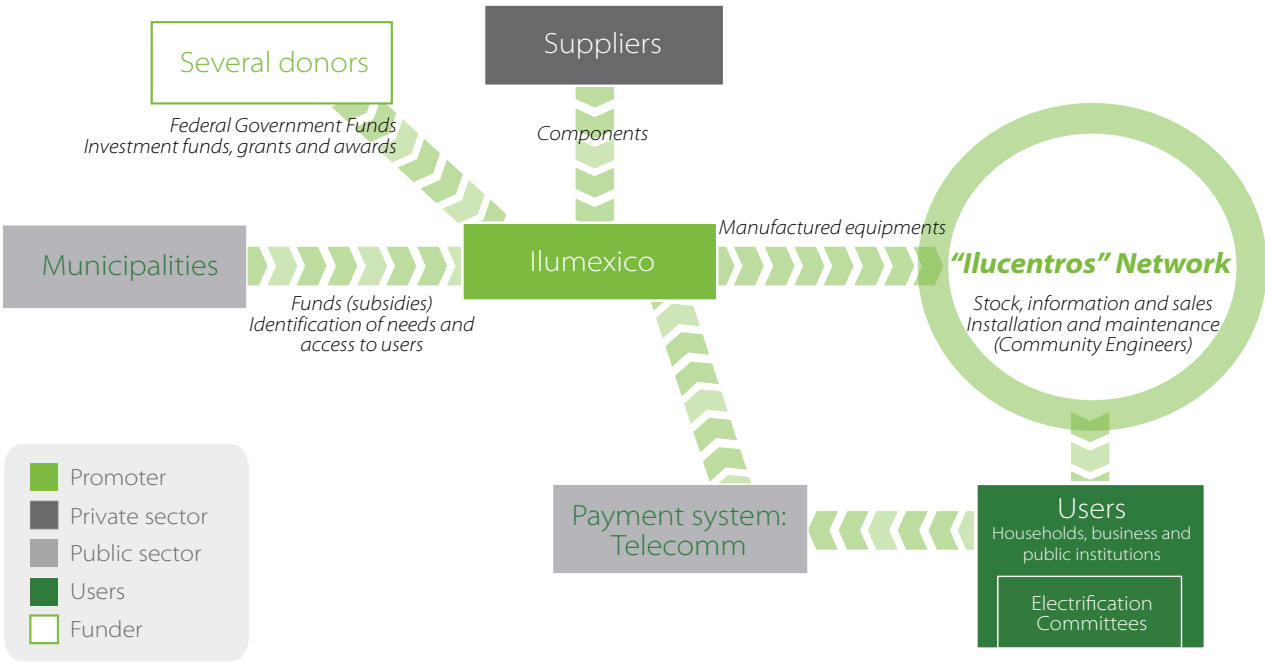 Several donors
Suppliers
Federal Government Funds
Investment funds, grants and awards
Components
Municipalities
Ilumexico
Manufactured equipments
“Ilucentros” Network
Funds (subsidies)
Identification of needs and
access to users
Stock, information and sales
Installation and maintenance
(Community Engineers)
Promoter
Private sector
Public sector
Users
Funder
Payment system:
Telecomm
Users
Households, business and
public institutions
Electrification
Committees